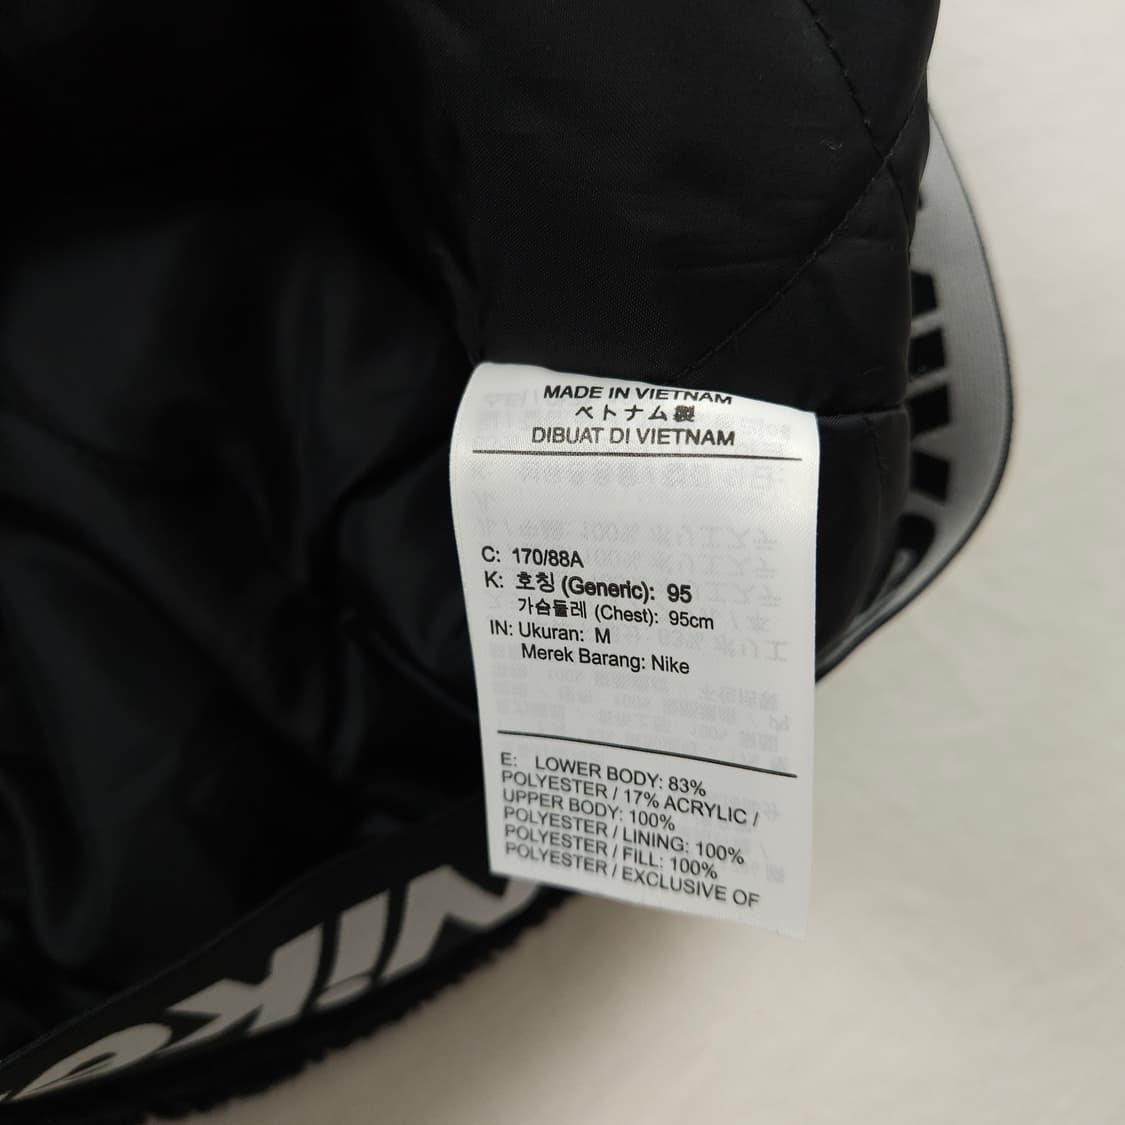 MADE IN VIETNAM
ベトナム製
DIBUAT DI VIETNAM
C: 170/88A
K: 호칭 (Generic): 95
가슴둘레 (Chest): 95cm
IN: Ukuran: M
Merek Barang: Nike
E: LOWER BODY: 83%
POLYESTER / 17% ACRYLIC /
UPPER BODY: 100%
POLYESTER / LINING: 100%
POLYESTER / FILL: 100%
POLYESTER / EXCLUSIVE OF
Nike